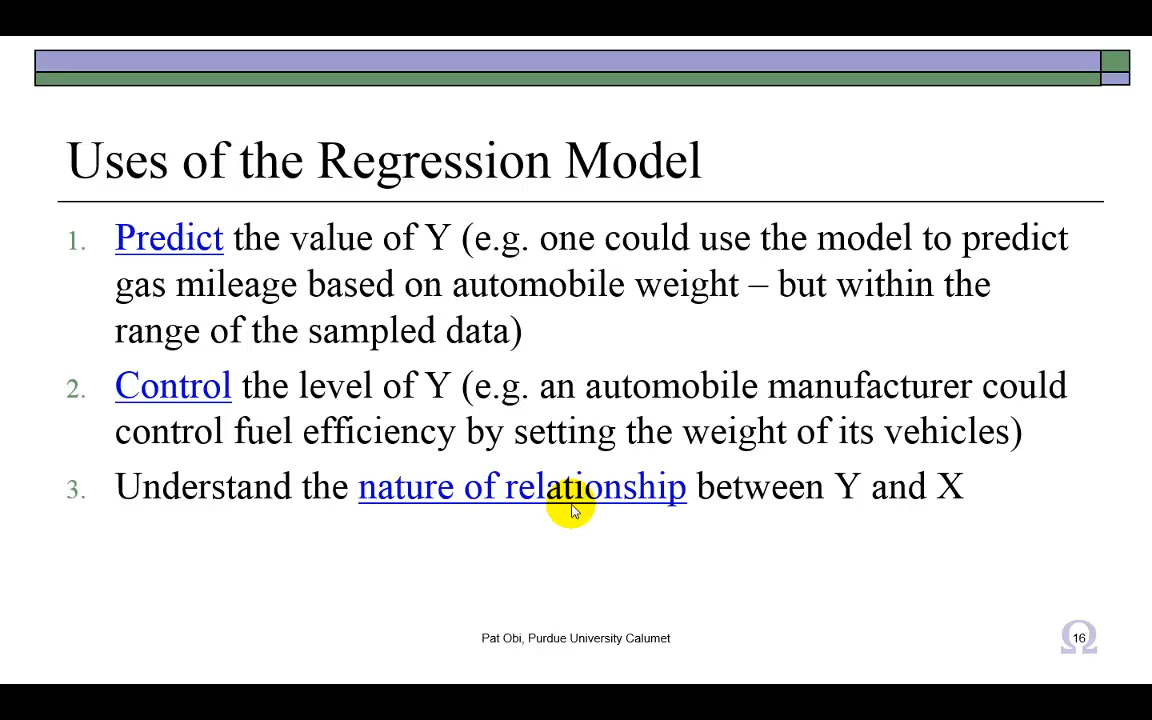 Uses of the Regression Model
1. Predict the value of Y (e.g. one could use the model to predict
gas mileage based on automobile weight – but within the
range of the sampled data)
2. Control the level of Y (e.g. an automobile manufacturer could
control fuel efficiency by setting the weight of its vehicles)
3. Understand the nature of relationship between Y and X
Pat Obi, Purdue University Calumet
Ω 16